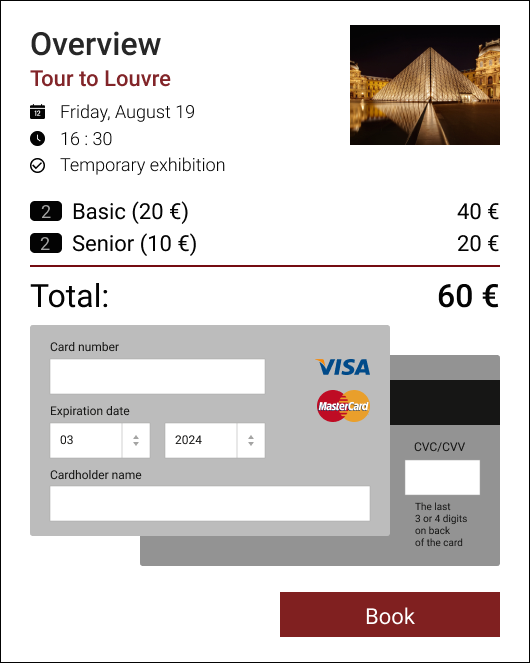 Overview
Tour to Louvre
12
Friday, August 19
16 : 30
Temporary exhibition
2 Basic (20 €) 40 €
2 Senior (10 €) 20 €
Total: 60 €
Card number
VISA
MasterCard
Expiration date
03 2024
Cardholder name
CVC/CVV
The last
3 or 4 digits
on back
of the card
Book